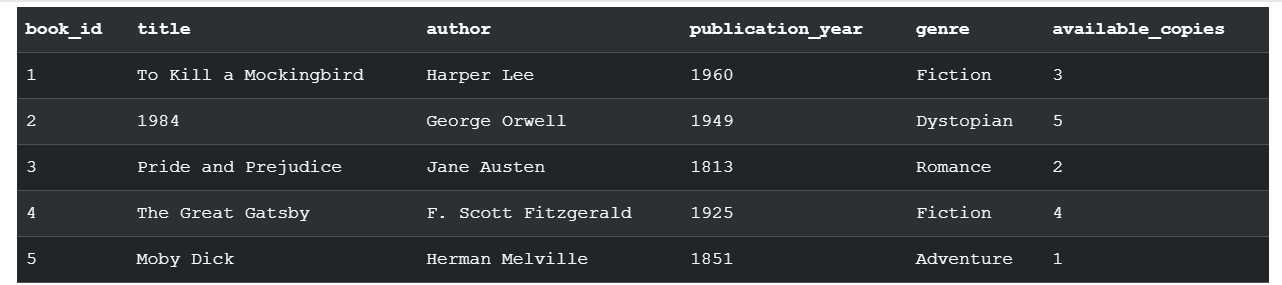 book_id title author publication_year genre available_copies
1 To Kill a Mockingbird Harper Lee 1960 Fiction 3
2 1984 George Orwell 1949 Dystopian 5
3 Pride and Prejudice Jane Austen 1813 Romance 2
4 The Great Gatsby F. Scott Fitzgerald 1925 Fiction 4
5 Moby Dick Herman Melville 1851 Adventure 1